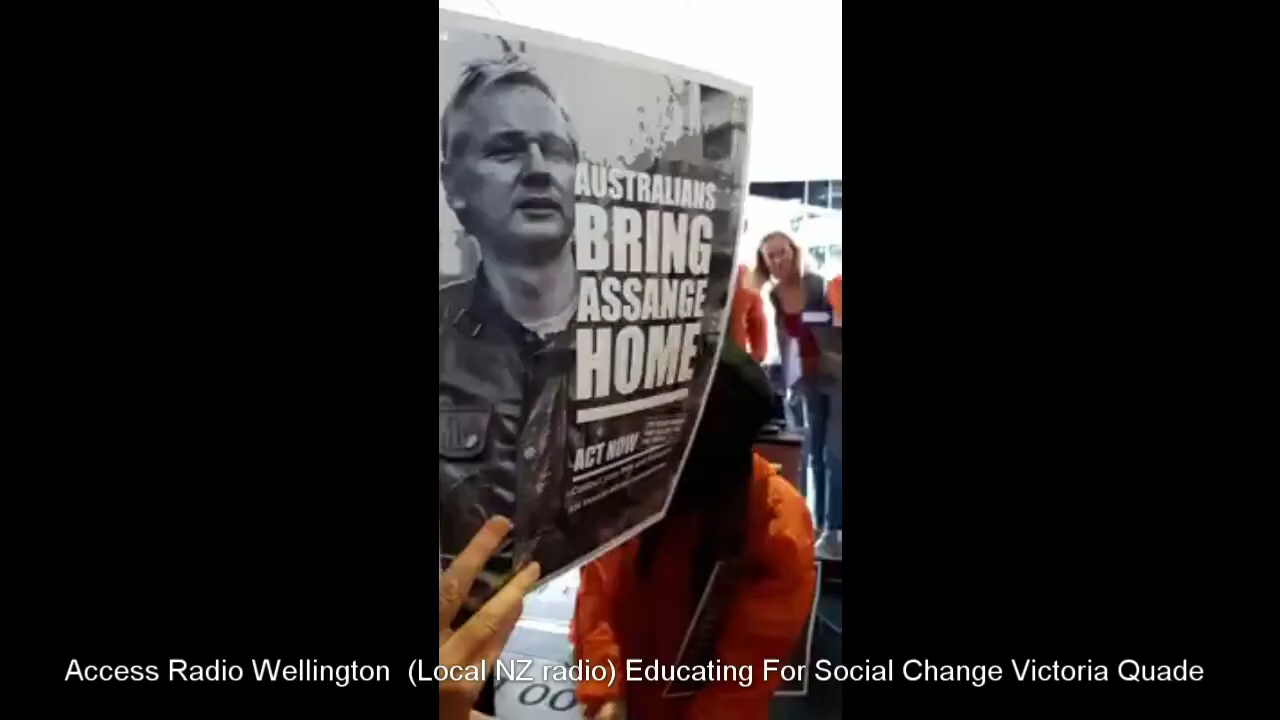 AUSTRALIANS
BRING
ASSANGE
HOME
ACT NOW
Access Radio Wellington (Local NZ radio) Educating For Social Change Victoria Quade